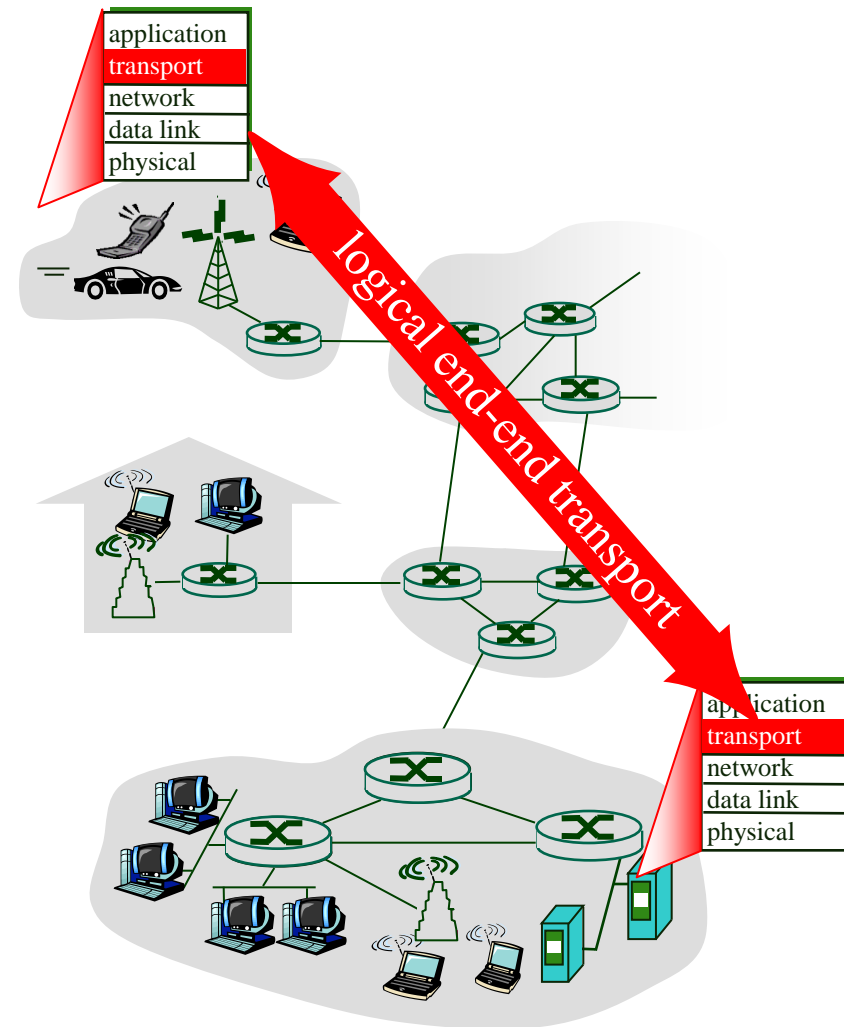 application
transport
network
data link
physical
logical end-end transport
application
transport
network
data link
physical